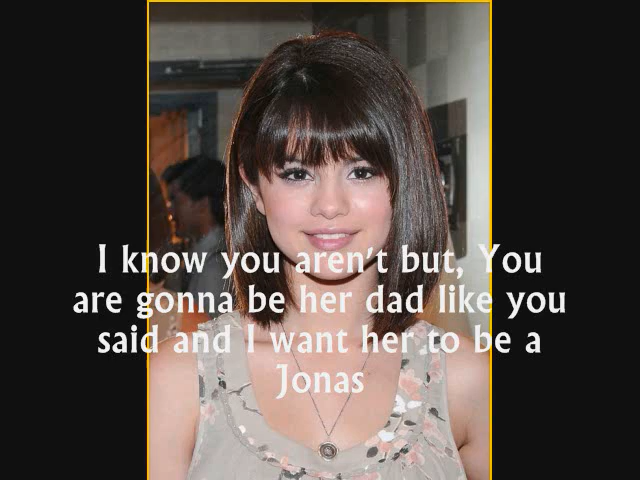 I know you aren't but, You
are gonna be her dad like you
said and I want her to be a
Jonas